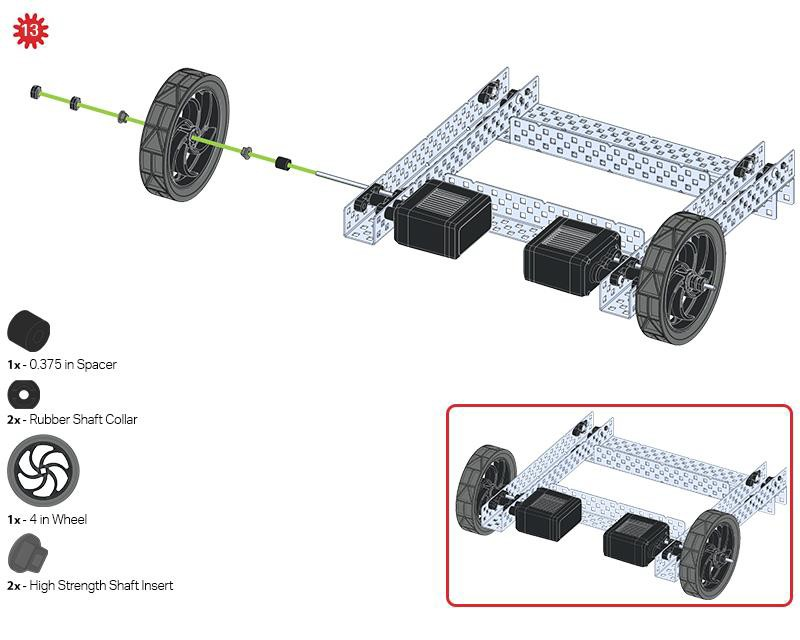 13
1x - 0.375 in Spacer
2x - Rubber Shaft Collar
1x - 4 in Wheel
2x - High Strength Shaft Insert